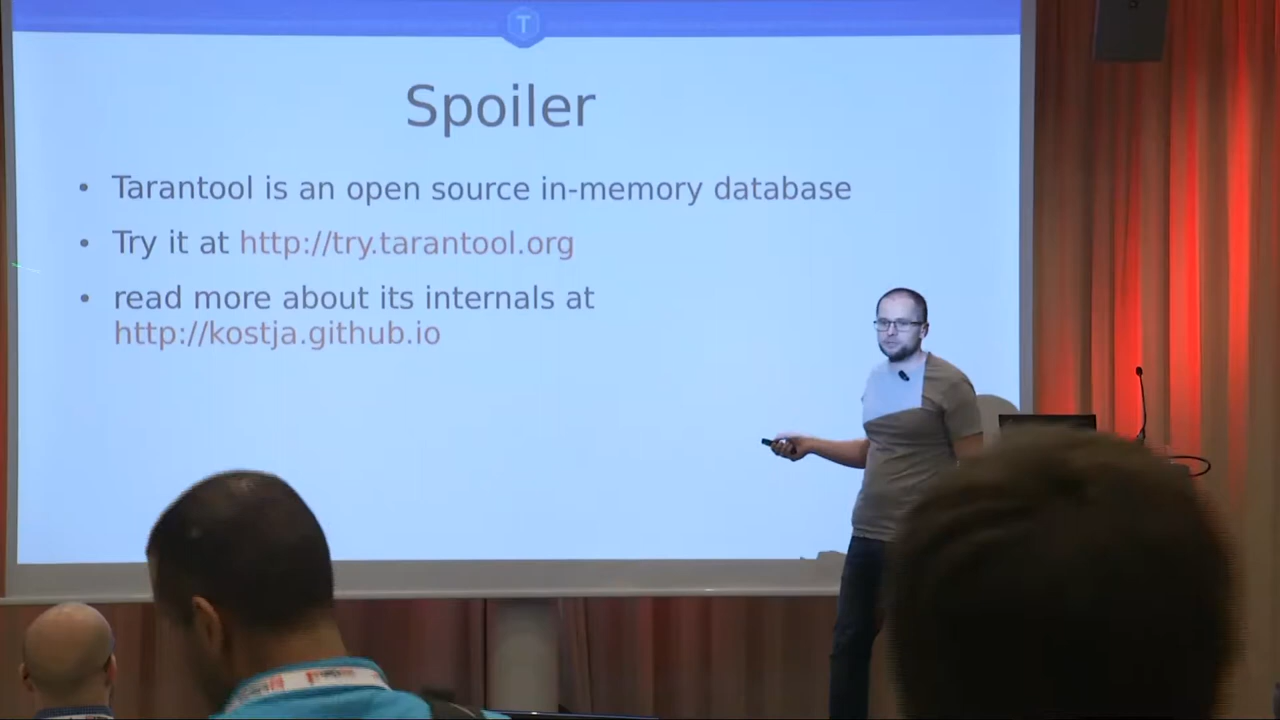 T
Spoiler
• Tarantool is an open source in-memory database
• Try it at http://try.tarantool.org
• read more about its internals at
http://kostja.github.io